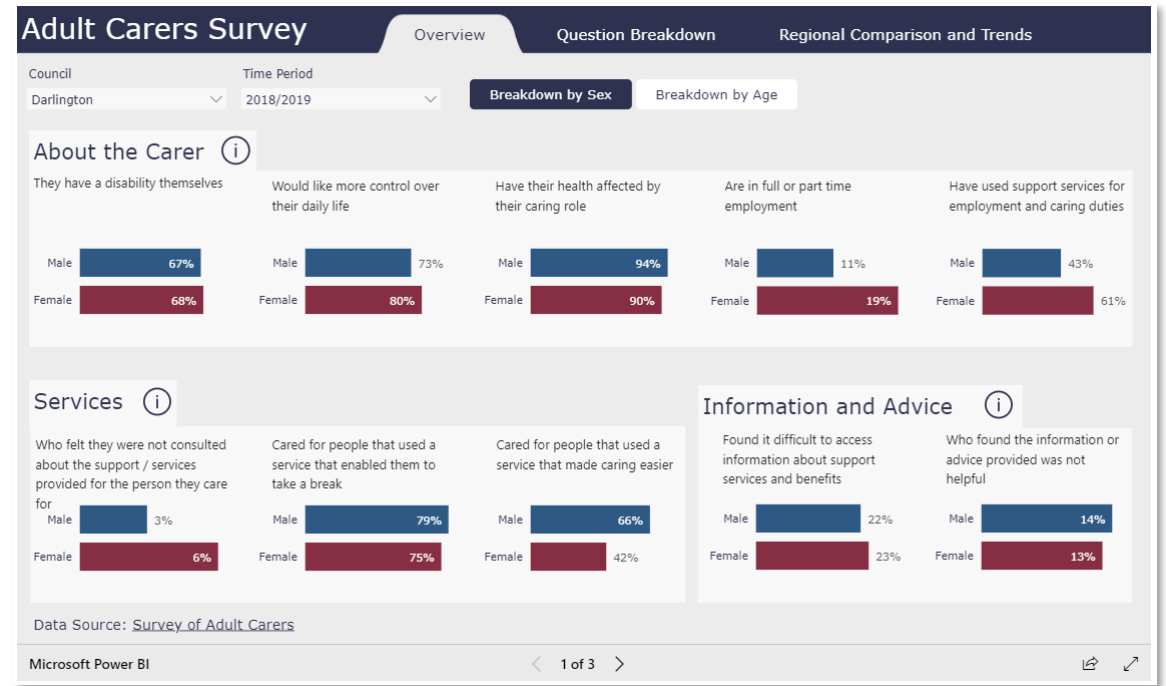 Adult Carers Survey
Overview
Question Breakdown
Regional Comparison and Trends
Council
Time Period
Darlington
2018/2019
Breakdown by Sex
Breakdown by Age
About the Carer
i
They have a disability themselves
Male
67%
Female
68%
Would like more control over
their daily life
Male
73%
Female
80%
Have their health affected by
their caring role
Male
94%
Female
90%
Are in full or part time
employment
Male
11%
Female
19%
Have used support services for
employment and caring duties
Male
43%
Female
61%
Services
i
Who felt they were not consulted
about the support / services
provided for the person they care
for
Male
3%
Female
6%
Cared for people that used a
service that enabled them to
take a break
Male
79%
Female
75%
Cared for people that used a
service that made caring easier
Male
66%
Female
42%
Information and Advice
i
Found it difficult to access
information about support
services and benefits
Male
22%
Female
23%
Who found the information or
advice provided was not
helpful
Male
14%
Female
13%
Data Source: Survey of Adult Carers
Microsoft Power BI
1 of 3